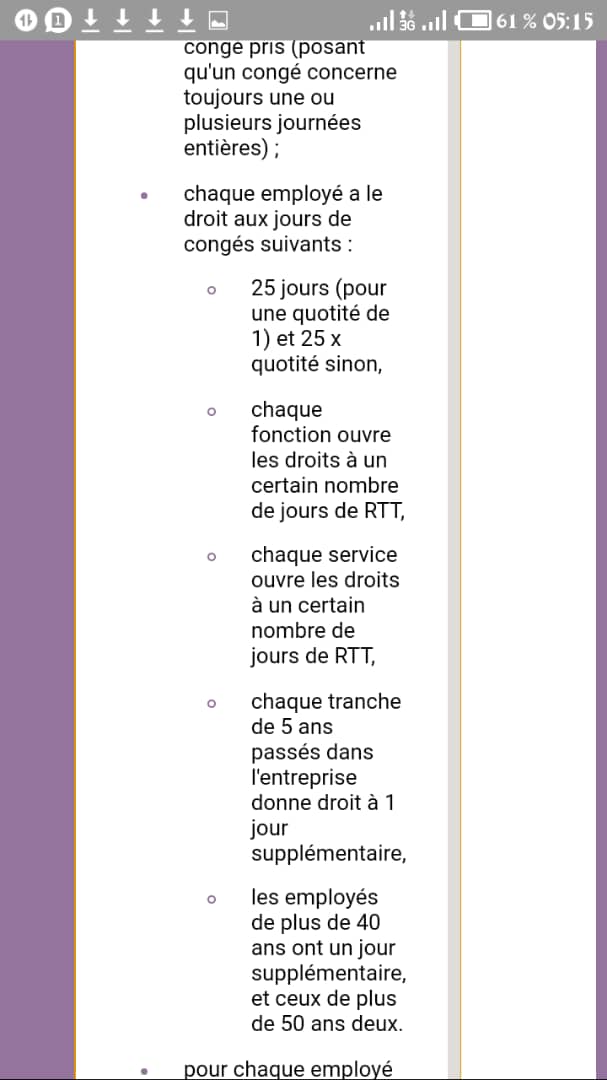 1
3G
61 % 05:15
congé pris (posant
qu'un congé concerne
toujours une ou
plusieurs journées
entières) ;
chaque employé a le
droit aux jours de
congés suivants :
25 jours (pour
une quotité de
1) et 25 x
quotité sinon,
chaque
fonction ouvre
les droits à un
certain nombre
de jours de RTT,
chaque service
ouvre les droits
à un certain
nombre de
jours de RTT,
chaque tranche
de 5 ans
passés dans
l'entreprise
donne droit à 1
jour
supplémentaire,
les employés
de plus de 40
ans ont un jour
supplémentaire,
et ceux de plus
de 50 ans deux.
pour chaque employé